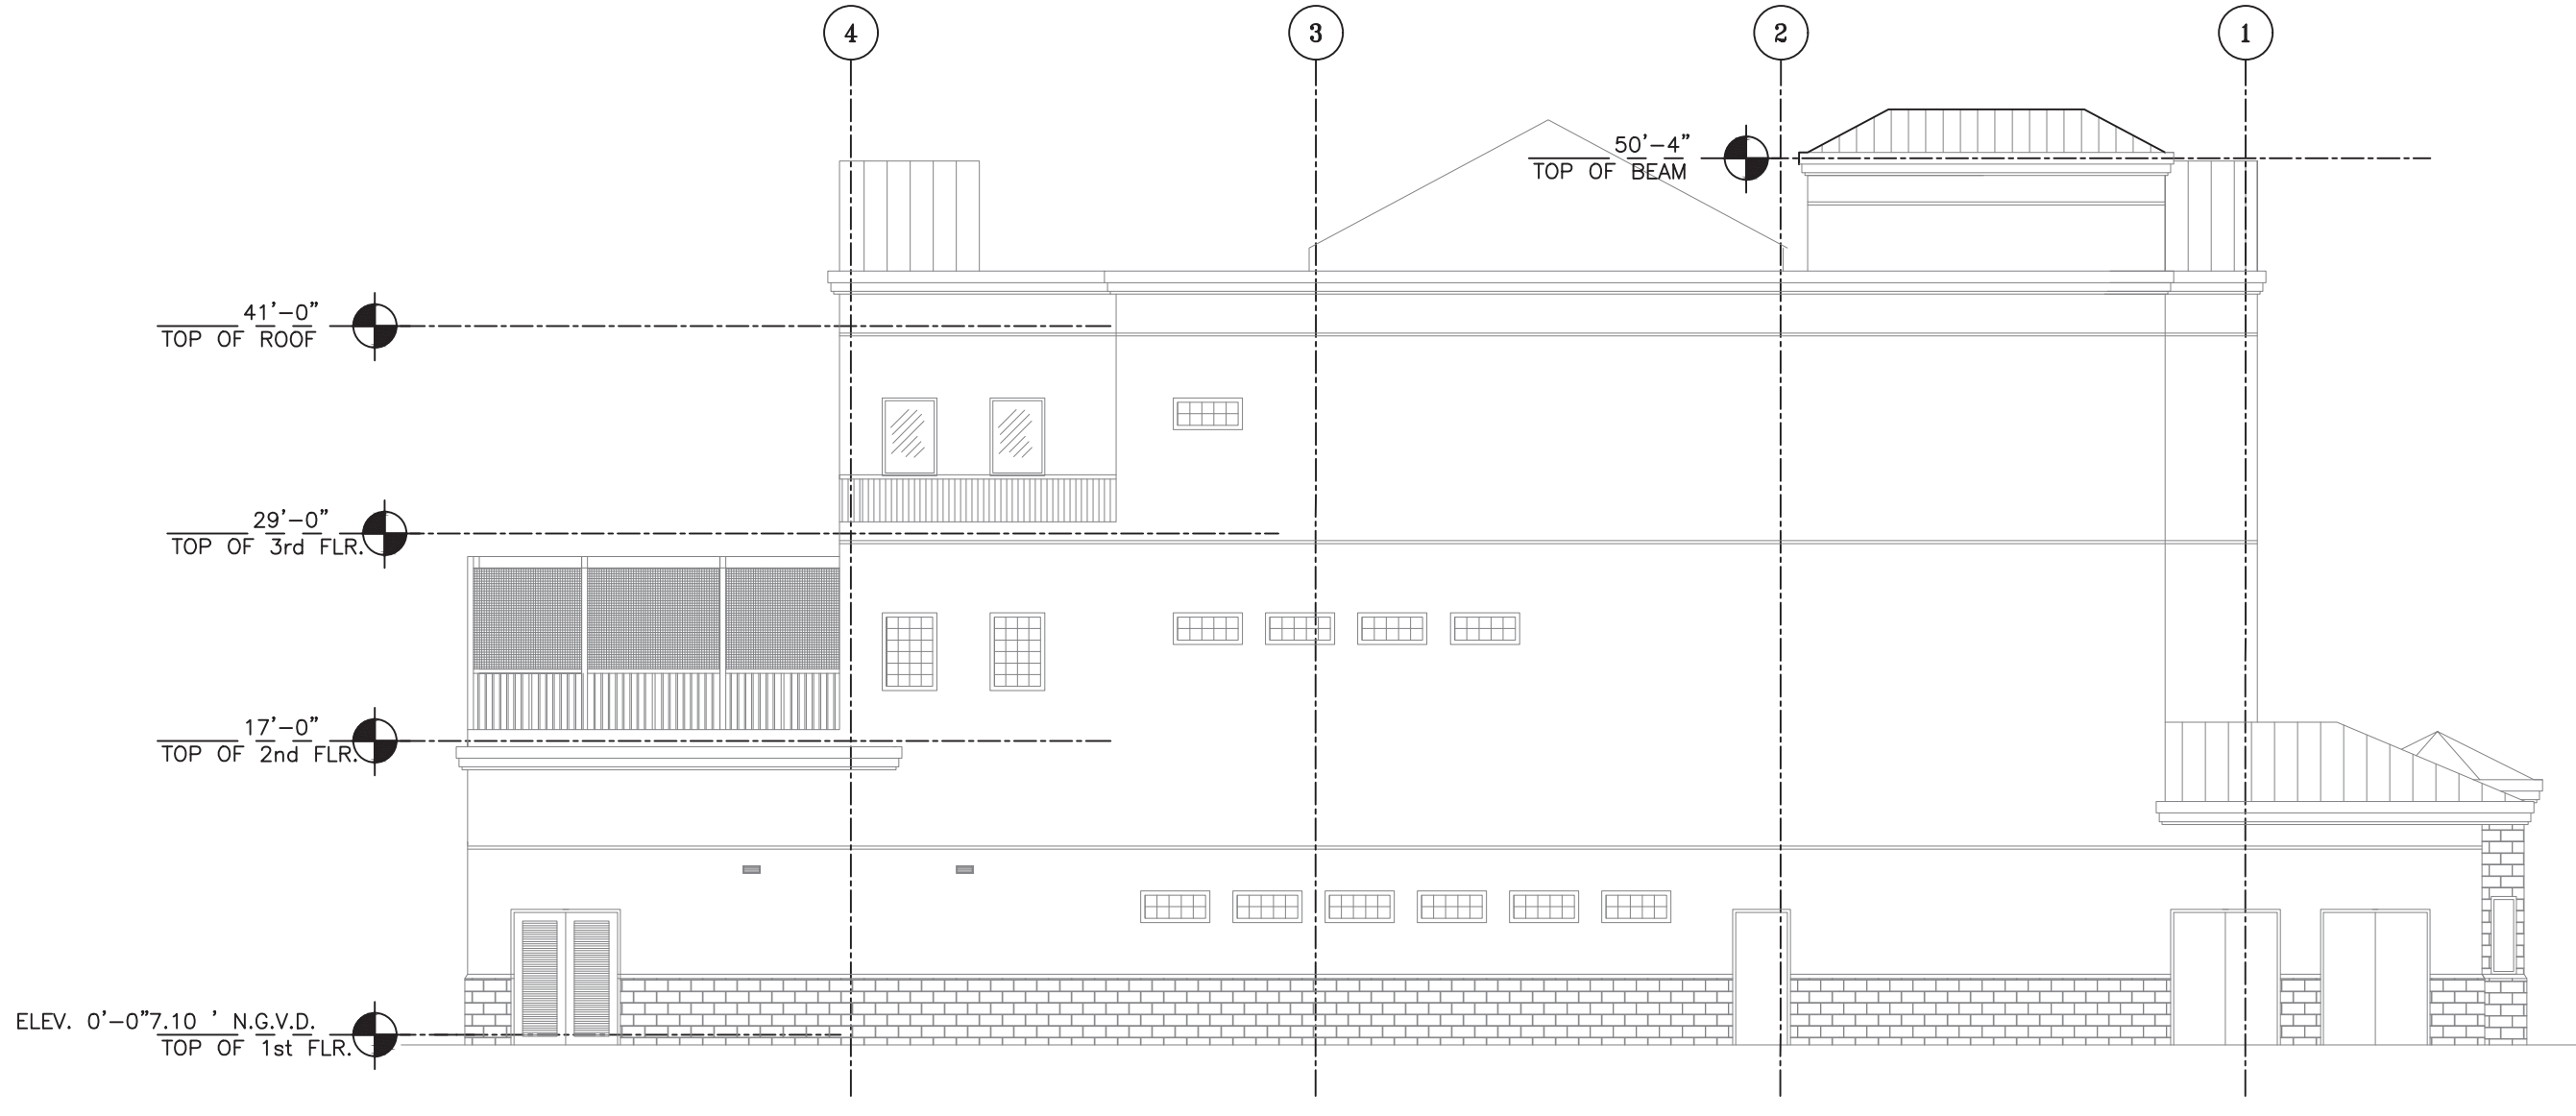 4 3 2 1
50'-4"
TOP OF BEAM
41'-0"
TOP OF ROOF
29'-0"
TOP OF 3rd FLR.
17'-0"
TOP OF 2nd FLR.
ELEV. 0'-0"7.10 ' N.G.V.D.
TOP OF 1st FLR.